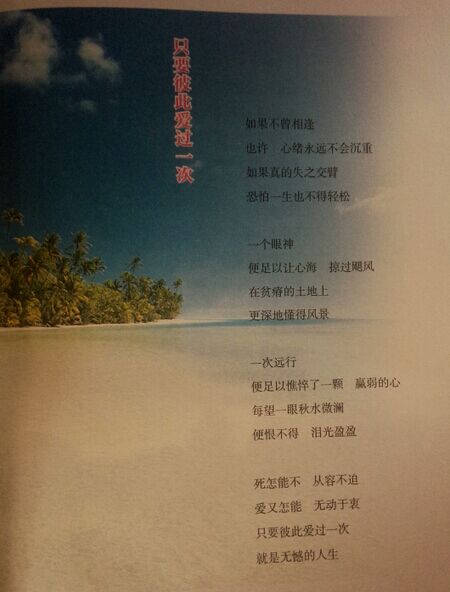 只要彼此爱过一次
如果不曾相逢
也许　心绪永远不会沉重
如果真的失之交臂
恐怕一生也不得轻松
一个眼神
便足以让心海　掠过飓风
在贫瘠的土地上
更深地懂得风景
一次远行
便足以憔悴了一颗　羸弱的心
每望一眼秋水微澜
便恨不得　泪光盈盈
死怎能不　从容不迫
爱又怎能　无动于衷
只要彼此爱过一次
就是无憾的人生